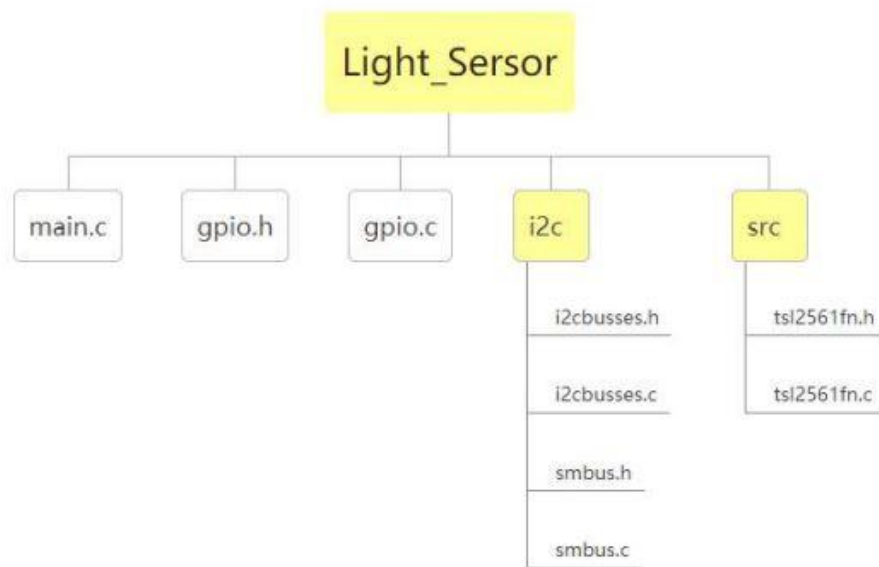 Light_Sersor
main.c
gpio.h
gpio.c
i2c
src
i2cbusses.h
tsl2561fn.h
i2cbusses.c
tsl2561fn.c
smbus.h
smbus.c